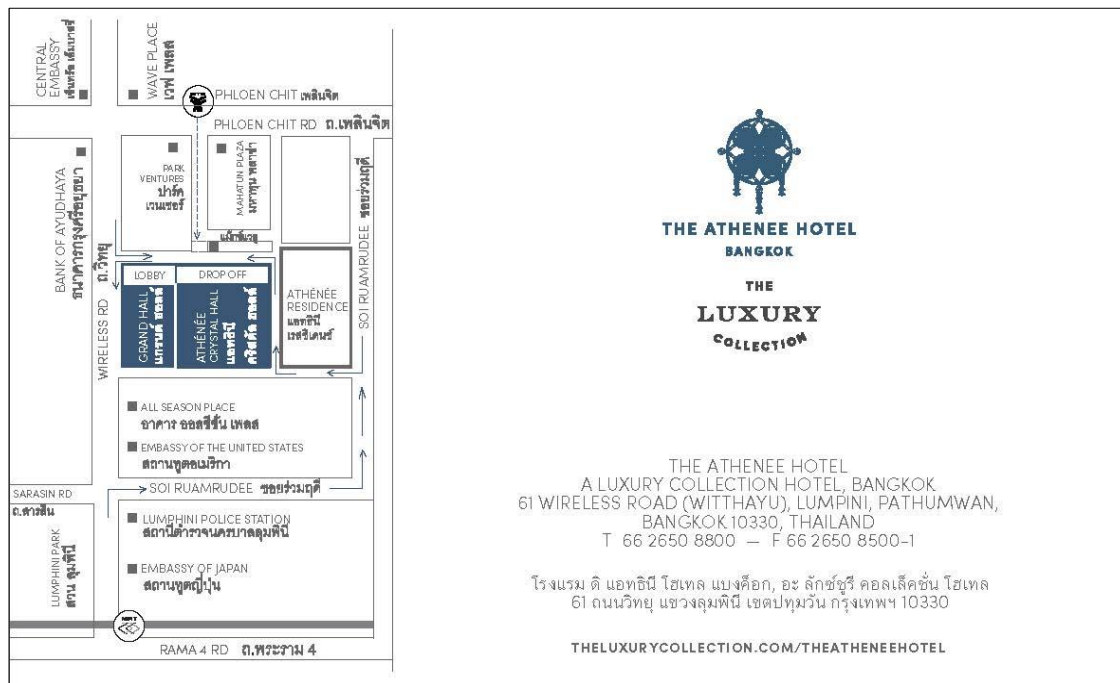 CENTRAL
EMBASSY
เซ็นทรัล เอ็มบาสซี
WAVE PLACE
เวฟ เพลส
PHLOEN CHIT เพลินจิต
PHLOEN CHIT RD ถ.เพลินจิต
BANK OF AYUDHAYA
ธนาคารกรุงศรีอยุธยา
PARK
VENTURES
ปาร์ค
เวนเชอร์
MAHATUN PLAZA
มหาทุน พลาซ่า
WIRELESS RD ถ.วิทยุ
LOBBY
DROP OFF
GRAND HALL
แกรนด์ ฮอลล์
ATHÉNÉE
CRYSTAL HALL
แอทธินี
คริสตัล ฮอลล์
ATHÉNÉE
RESIDENCE
แอทธินี
เรสซิเดนซ์
SOI RUAMRUDEE ซอยร่วมฤดี
ALL SEASON PLACE
อาคาร ออลซีซั่น เพลส
EMBASSY OF THE UNITED STATES
สถานทูตอเมริกา
SOI RUAMRUDEE ซอยร่วมฤดี
SARASIN RD
ถ.สารสิน
LUMPHINI POLICE STATION
สถานีตำรวจนครบาลลุมพินี
LUMPHINI PARK
สวน ลุมพินี
EMBASSY OF JAPAN
สถานทูตญี่ปุ่น
MRT
RAMA 4 RD ถ.พระราม 4
THE ATHENEE HOTEL
BANGKOK
THE
LUXURY
COLLECTION
THE ATHENEE HOTEL
A LUXURY COLLECTION HOTEL, BANGKOK
61 WIRELESS ROAD (WITTHAYU), LUMPINI, PATHUMWAN,
BANGKOK 10330, THAILAND
T 66 2650 8800 — F 66 2650 8500-1
โรงแรม ดิ แอทธินี โฮเทล แบงค็อก, อะ ลักซ์ชูรี คอลเล็คชั่น โฮเทล
61 ถนนวิทยุ แขวงลุมพินี เขตปทุมวัน กรุงเทพฯ 10330
THELUXURYCOLLECTION.COM/THEATHENEEHOTEL